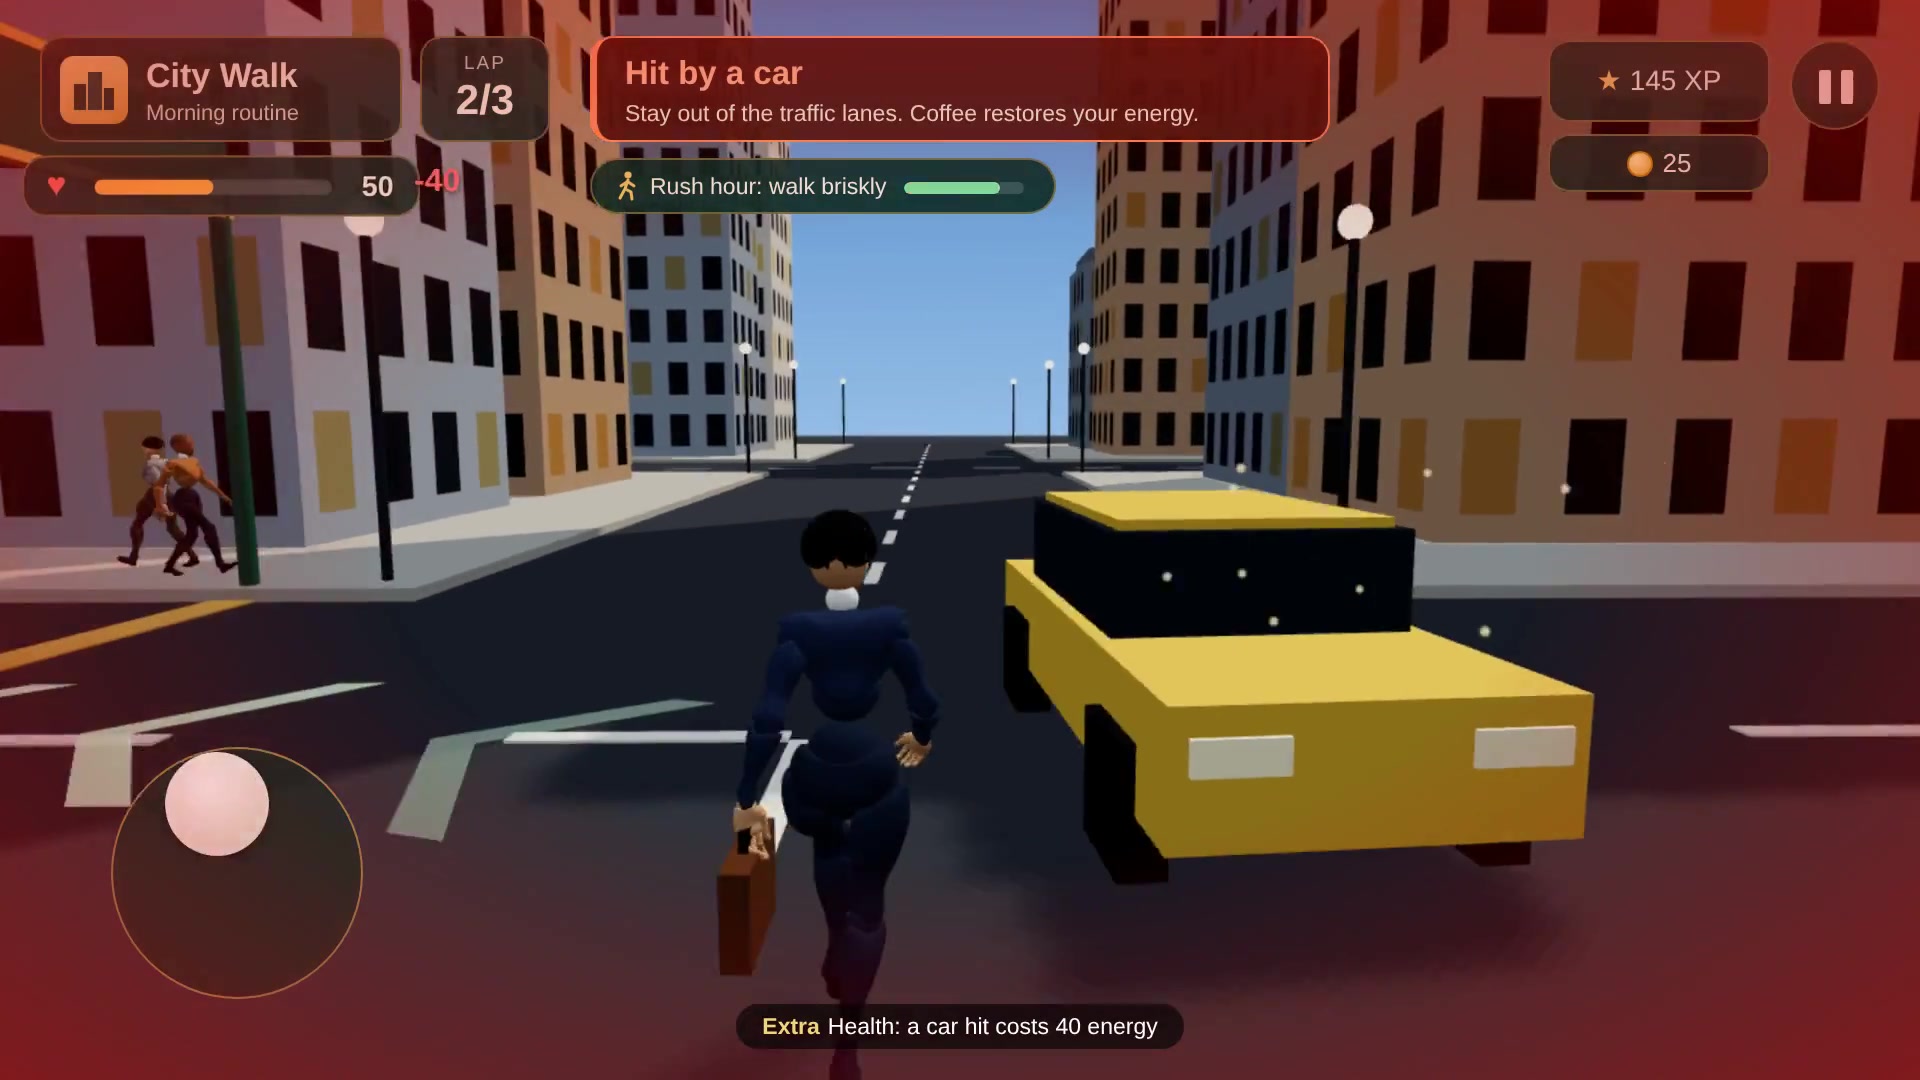 City Walk
Morning routine
LAP
2/3
Hit by a car
Stay out of the traffic lanes. Coffee restores your energy.
★ 145 XP
50
-40
Rush hour: walk briskly
25
Extra Health: a car hit costs 40 energy